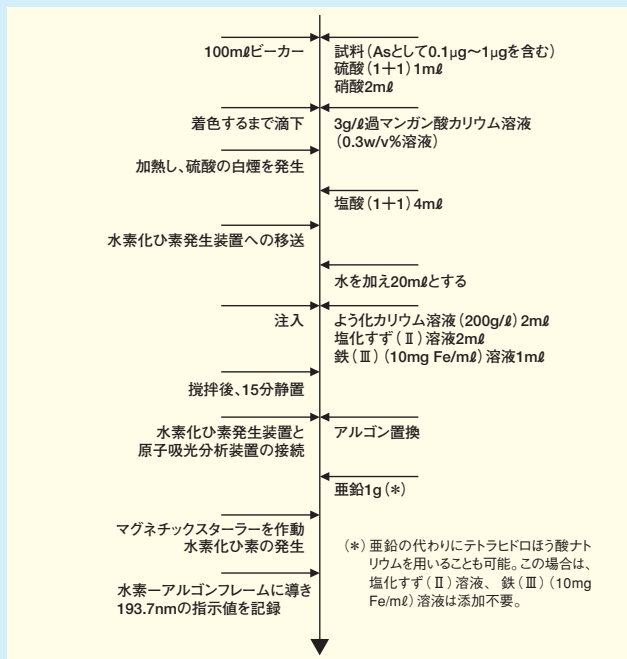 100mℓビーカー
試料(Asとして0.1μg～1μgを含む)
硫酸(1＋1)1mℓ
硝酸2mℓ
着色するまで滴下
3g/ℓ過マンガン酸カリウム溶液
(0.3w/v%溶液)
加熱し、硫酸の白煙を発生
塩酸(1＋1)4mℓ
水素化ひ素発生装置への移送
水を加え20mℓとする
注入
よう化カリウム溶液(200g/ℓ)2mℓ
塩化すず(Ⅱ)溶液2mℓ
鉄(Ⅲ)(10mg Fe/mℓ)溶液1mℓ
撹拌後、15分静置
水素化ひ素発生装置と
原子吸光分析装置の接続
アルゴン置換
亜鉛1g(*)
マグネチックスターラーを作動
水素化ひ素の発生
水素ーアルゴンフレームに導き
193.7nmの指示値を記録
(*)亜鉛の代わりにテトラヒドロほう酸ナト
リウムを用いることも可能。この場合は、
塩化すず(Ⅱ)溶液、鉄(Ⅲ)(10mg
Fe/mℓ)溶液は添加不要。